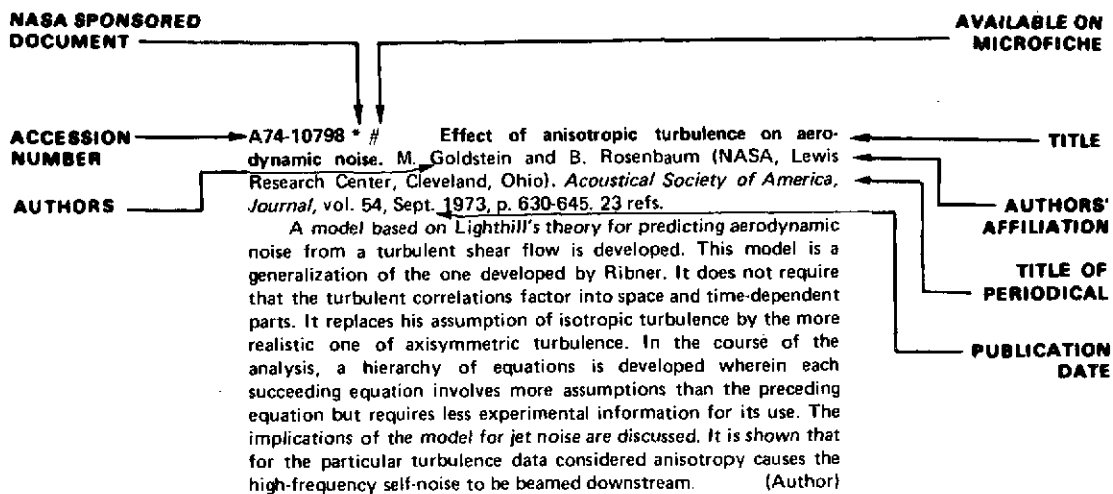 NASA SPONSORED
DOCUMENT
AVAILABLE ON
MICROFICHE
ACCESSION
NUMBER
AUTHORS
A74-10798 * # Effect of anisotropic turbulence on aero-
dynamic noise. M. Goldstein and B. Rosenbaum (NASA, Lewis
Research Center, Cleveland, Ohio). Acoustical Society of America,
Journal, vol. 54, Sept. 1973, p. 630-645. 23 refs.
A model based on Lighthill's theory for predicting aerodynamic
noise from a turbulent shear flow is developed. This model is a
generalization of the one developed by Ribner. It does not require
that the turbulent correlations factor into space and time-dependent
parts. It replaces his assumption of isotropic turbulence by the more
realistic one of axisymmetric turbulence. In the course of the
analysis, a hierarchy of equations is developed wherein each
succeeding equation involves more assumptions than the preceding
equation but requires less experimental information for its use. The
implications of the model for jet noise are discussed. It is shown that
for the particular turbulence data considered anisotropy causes the
high-frequency self-noise to be beamed downstream. (Author)
TITLE
AUTHORS'
AFFILIATION
TITLE OF
PERIODICAL
PUBLICATION
DATE